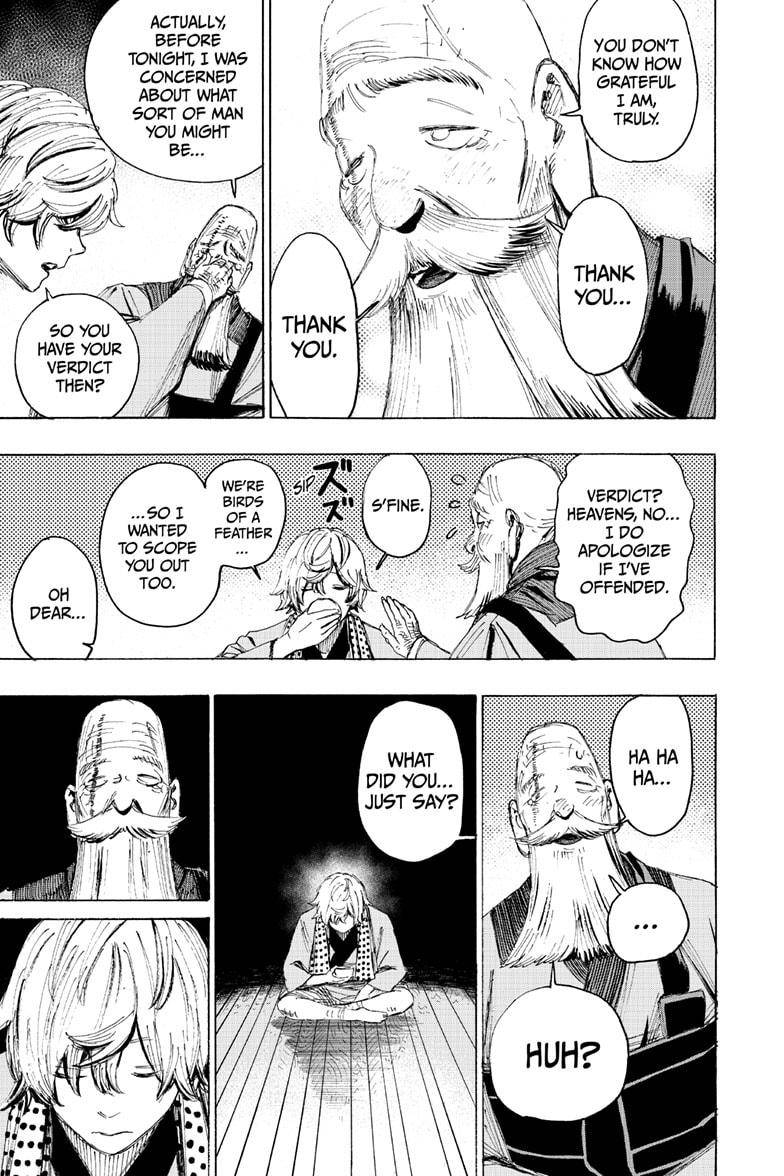 YOU DON'T
KNOW HOW
GRATEFUL
I AM,
TRULY.
THANK
YOU...
THANK
YOU.
ACTUALLY,
BEFORE
TONIGHT, I WAS
CONCERNED
ABOUT WHAT
SORT OF MAN
YOU MIGHT
BE...
SO YOU
HAVE YOUR
VERDICT
THEN?
VERDICT?
HEAVENS, NO...
I DO
APOLOGIZE
IF I'VE
OFFENDED.
S'FINE.
ズズ
SIP
WE'RE
BIRDS
OF A
FEATHER
...
...SO I
WANTED
TO SCOPE
YOU OUT
TOO.
OH
DEAR...
HA HA
HA...
...
HUH?
WHAT
DID YOU...
JUST SAY?